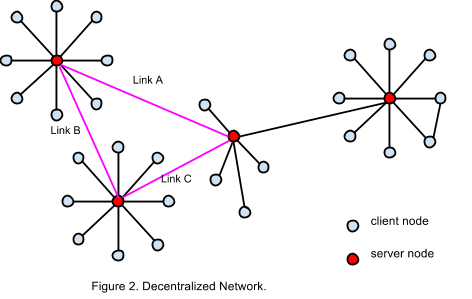 Link A
Link B
Link C
client node
server node
Figure 2. Decentralized Network.